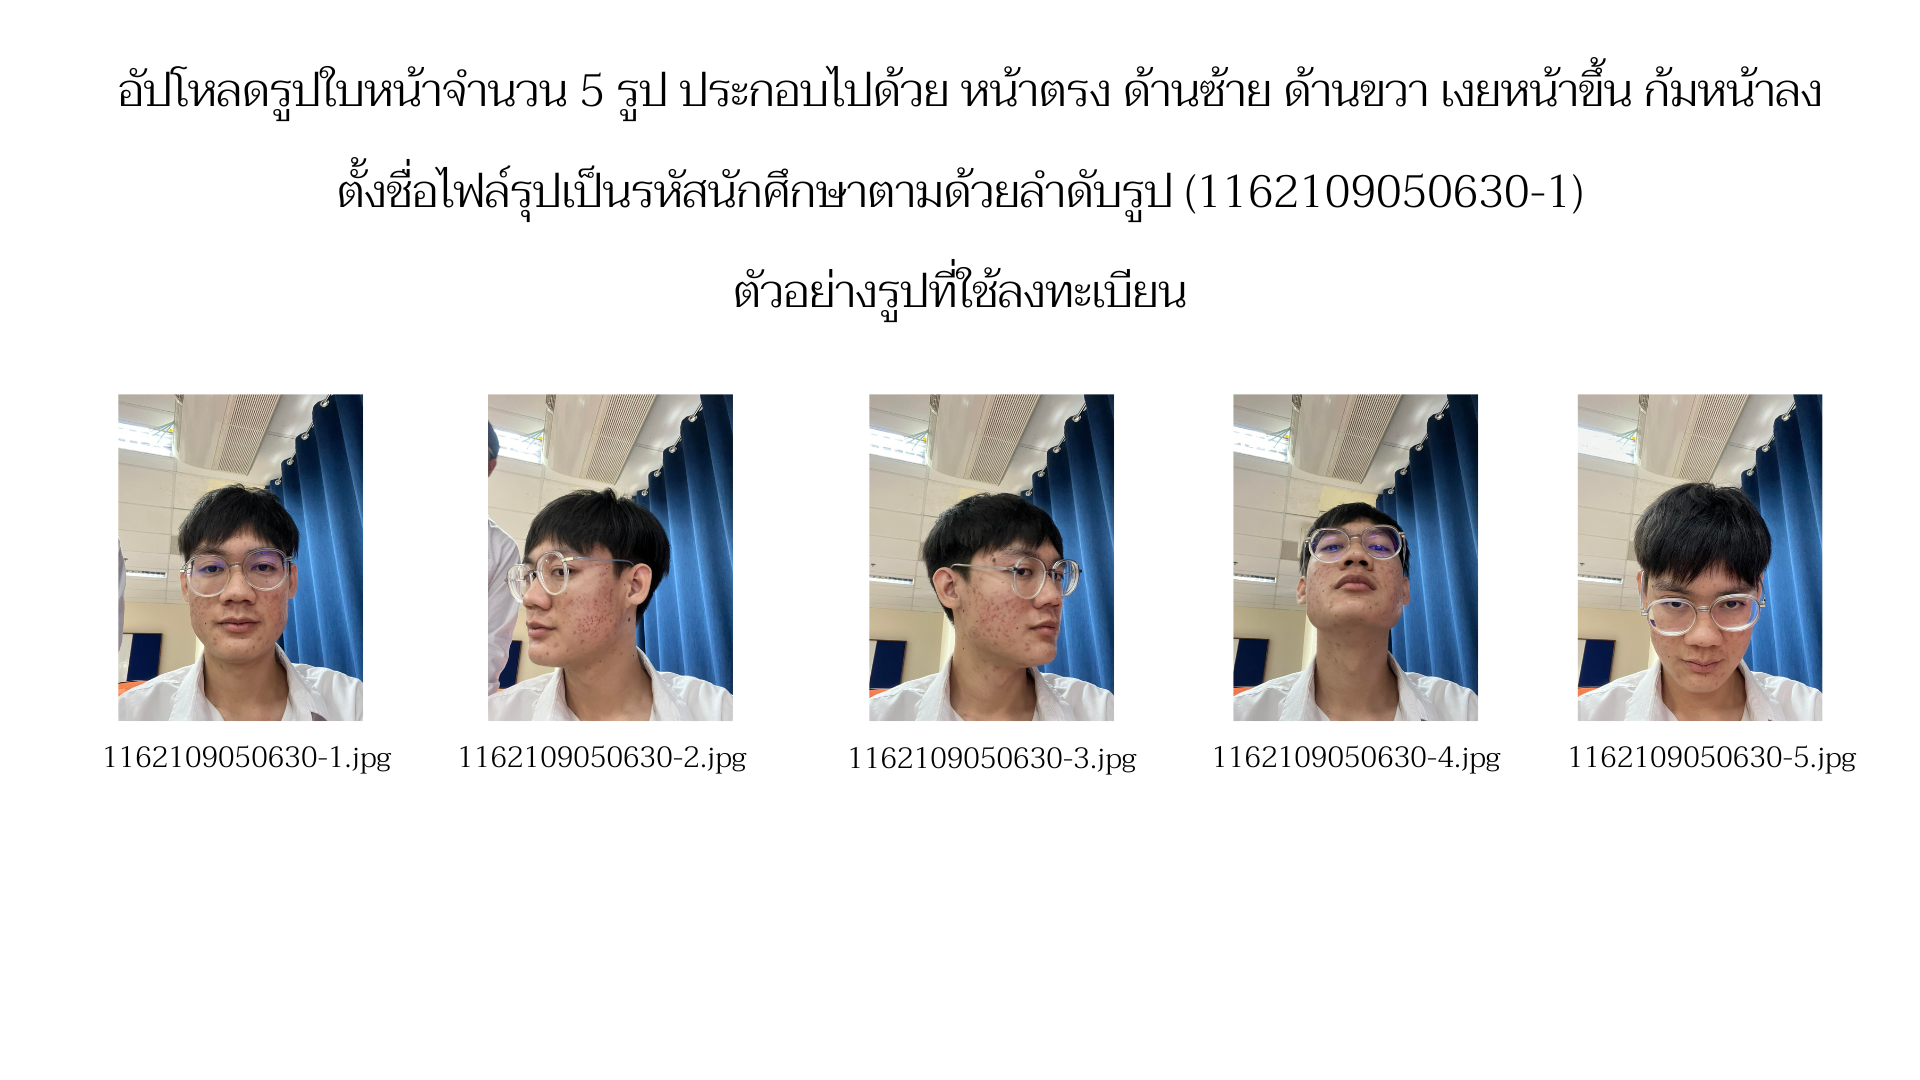 อัปโหลดรูปใบหน้าจำนวน 5 รูป ประกอบไปด้วย หน้าตรง ด้านซ้าย ด้านขวา เงยหน้าขึ้น ก้มหน้าลง
ตั้งชื่อไฟล์รุปเป็นรหัสนักศึกษาตามด้วยลำดับรูป (1162109050630-1)
ตัวอย่างรูปที่ใช้ลงทะเบียน
1162109050630-1.jpg
1162109050630-2.jpg
1162109050630-3.jpg
1162109050630-4.jpg
1162109050630-5.jpg